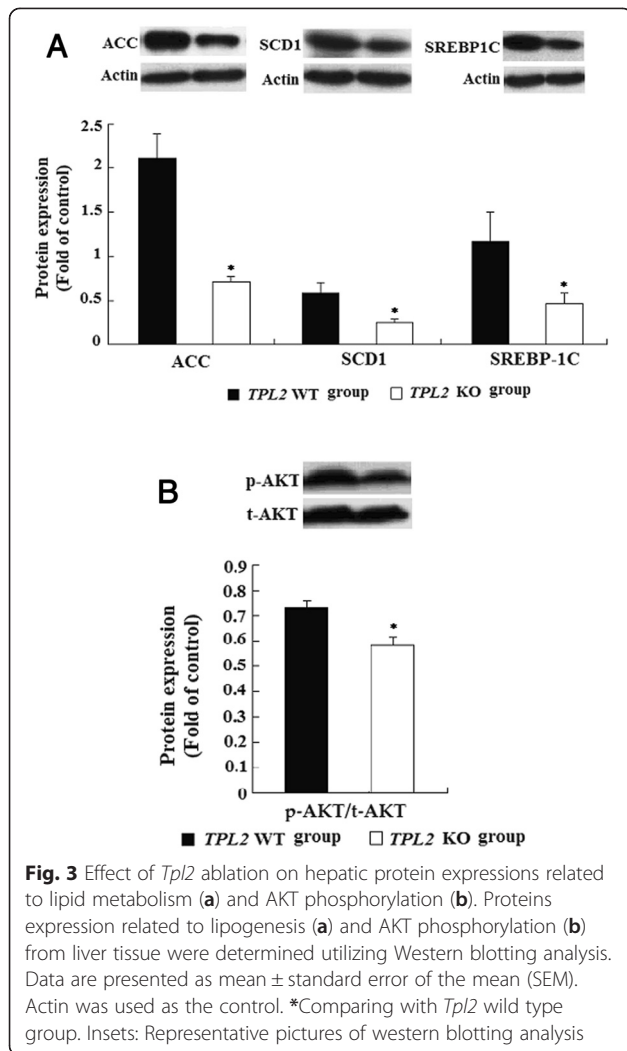 A
ACC
SCD1
SREBP1C
Actin
Actin
Actin
Protein expression
(Fold of control)
2.5
2
1.5
1
0.5
0
*
*
*
ACC SCD1 SREBP-1C
TPL2 WT group TPL2 KO group
B
p-AKT
t-AKT
Protein expression
(Fold of control)
0.9
0.8
0.7
0.6
0.5
0.4
0.3
0.2
0.1
0
*
p-AKT/t-AKT
TPL2 WT group TPL2 KO group
Fig. 3 Effect of Tpl2 ablation on hepatic protein expressions related
to lipid metabolism (a) and AKT phosphorylation (b). Proteins
expression related to lipogenesis (a) and AKT phosphorylation (b)
from liver tissue were determined utilizing Western blotting analysis.
Data are presented as mean ± standard error of the mean (SEM).
Actin was used as the control. *Comparing with Tpl2 wild type
group. Insets: Representative pictures of western blotting analysis